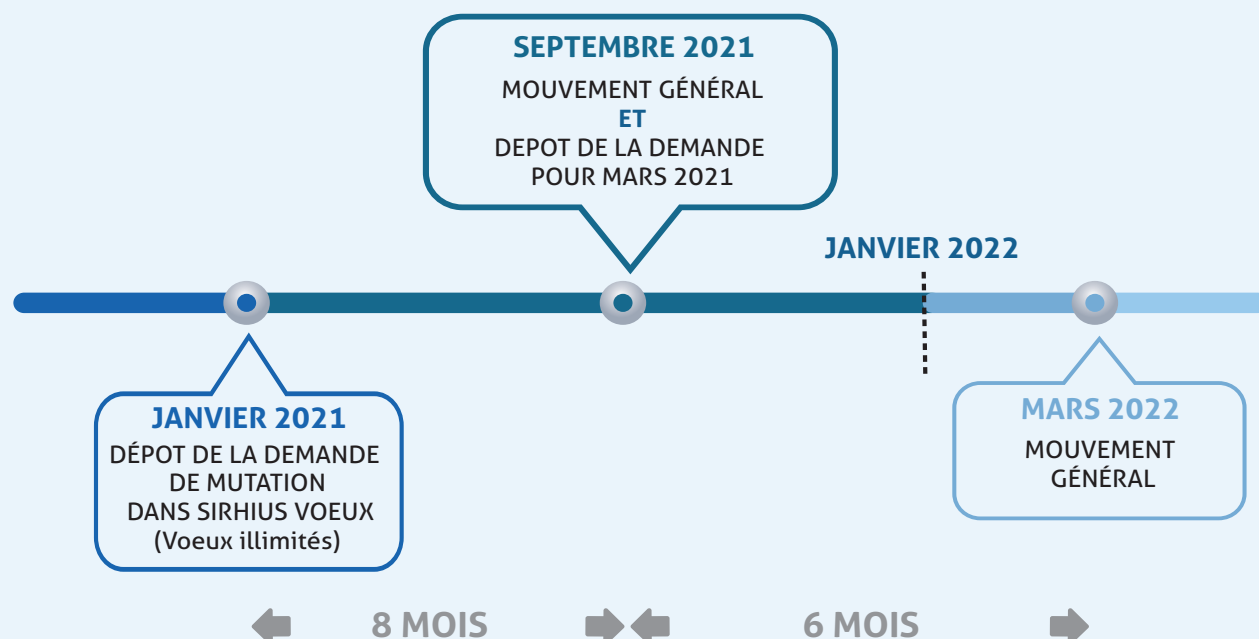 SEPTEMBRE 2021
MOUVEMENT GÉNÉRAL
ET
DEPOT DE LA DEMANDE
POUR MARS 2021
JANVIER 2022
JANVIER 2021
DÉPOT DE LA DEMANDE
DE MUTATION
DANS SIRHIUS VOEUX
(Voeux illimités)
MARS 2022
MOUVEMENT
GÉNÉRAL
8 MOIS
6 MOIS